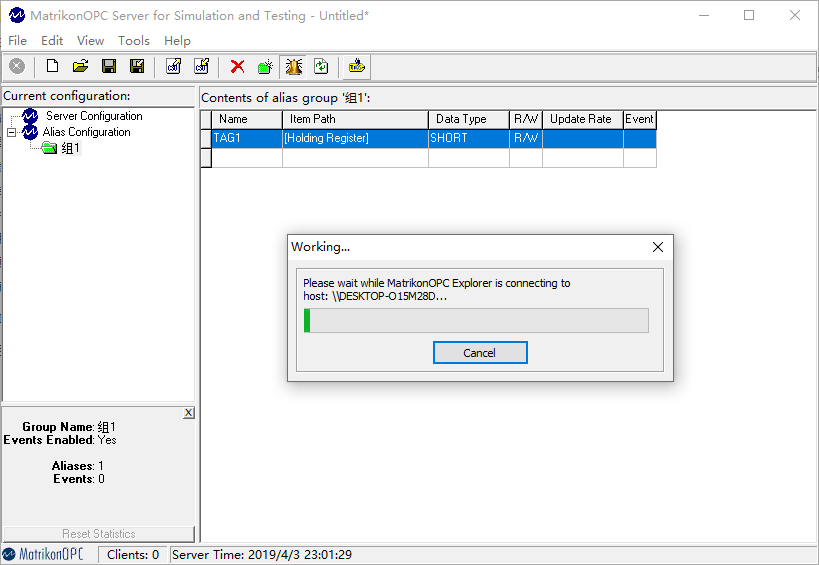 MatrikonOPC Server for Simulation and Testing - Untitled*
File Edit View Tools Help
Current configuration:
Contents of alias group '组1':
Server Configuration
Alias Configuration
组1
Name Item Path Data Type R/W Update Rate Event
TAG1 [Holding Register] SHORT R/W
Working...
Please wait while MatrikonOPC Explorer is connecting to
host: \\DESKTOP-O15M28D...
Cancel
Group Name: 组1
Events Enabled: Yes
Aliases: 1
Events: 0
Reset Statistics
MatrikonOPC Clients: 0 Server Time: 2019/4/3 23:01:29